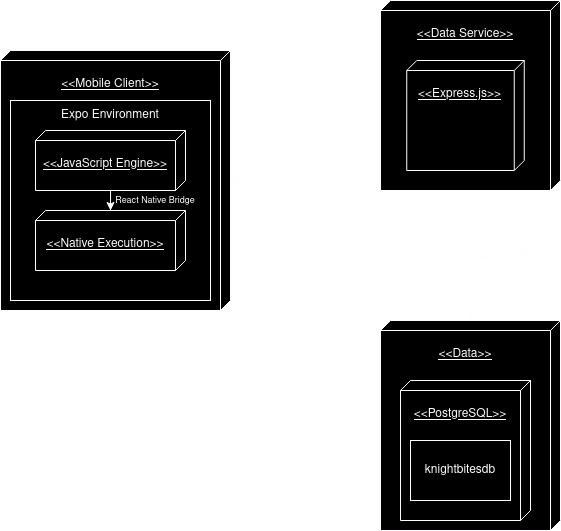 <<Mobile Client>>
Expo Environment
<<JavaScript Engine>>
React Native Bridge
<<Native Execution>>
<<Data Service>>
<<Express.js>>
<<Data>>
<<PostgreSQL>>
knightbitesdb